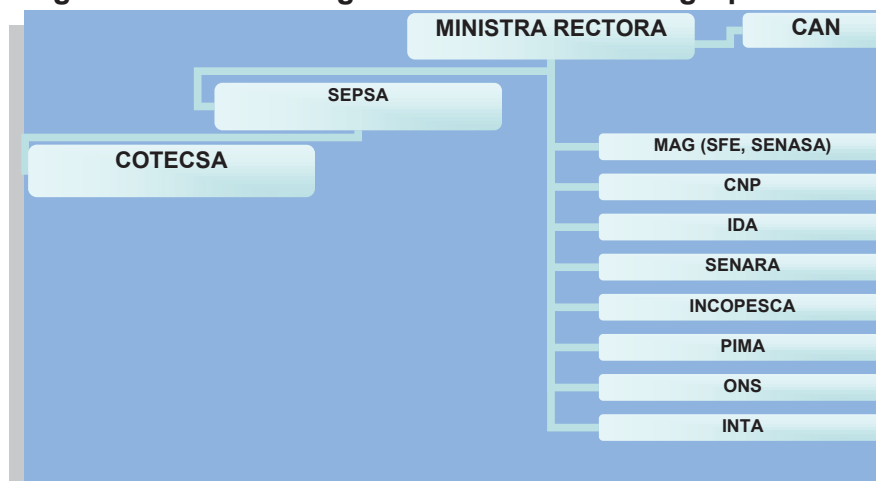 MINISTRA RECTORA
CAN
SEPSA
COTECSA
MAG (SFE, SENASA)
CNP
IDA
SENARA
INCOPESCA
PIMA
ONS
INTA